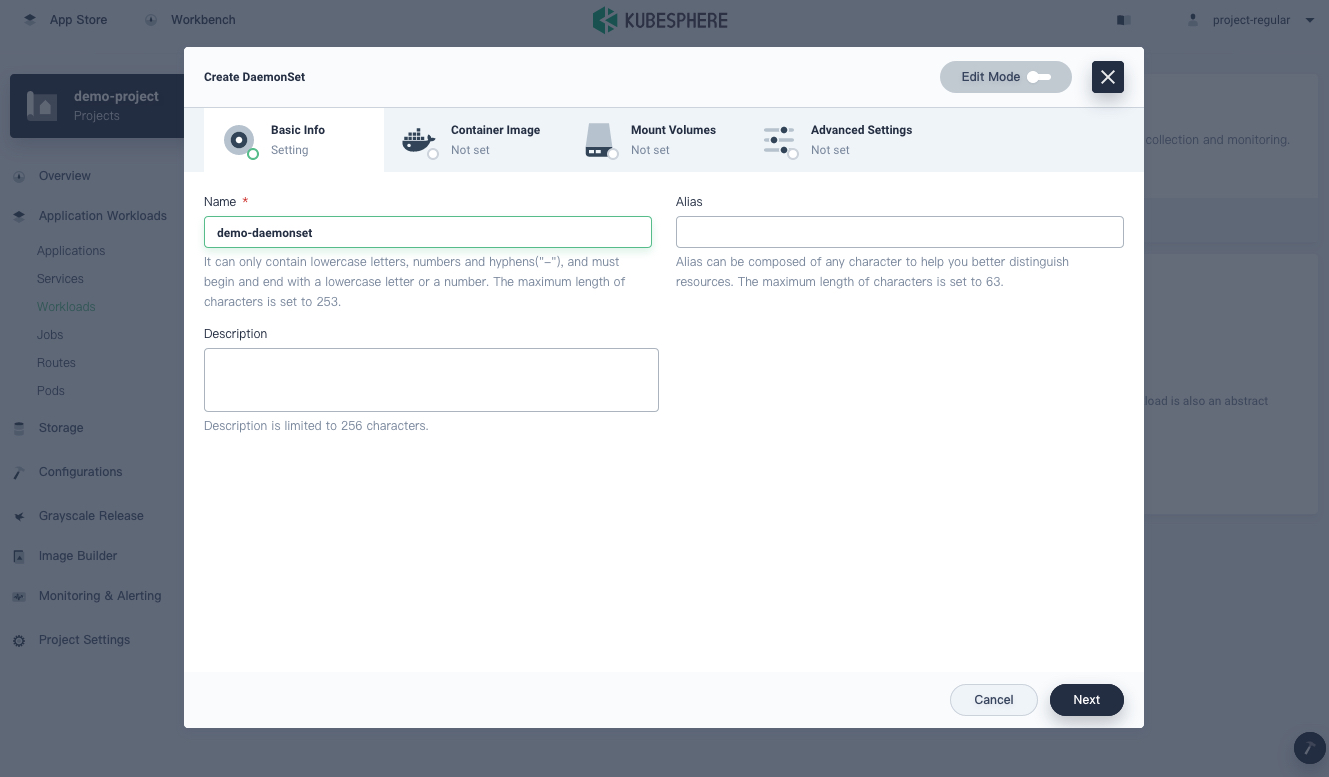 App Store
Workbench
KUBESPHERE
project-regular
demo-project
Projects
Overview
Application Workloads
Applications
Services
Workloads
Jobs
Routes
Pods
Storage
Configurations
Grayscale Release
Image Builder
Monitoring & Alerting
Project Settings
collection and monitoring.
load is also an abstract
Create DaemonSet
Edit Mode
Basic Info
Setting
Container Image
Not set
Mount Volumes
Not set
Advanced Settings
Not set
Name *
demo-daemonset
It can only contain lowercase letters, numbers and hyphens("-"), and must
begin and end with a lowercase letter or a number. The maximum length of
characters is set to 253.
Alias
Alias can be composed of any character to help you better distinguish
resources. The maximum length of characters is set to 63.
Description
Description is limited to 256 characters.
Cancel
Next